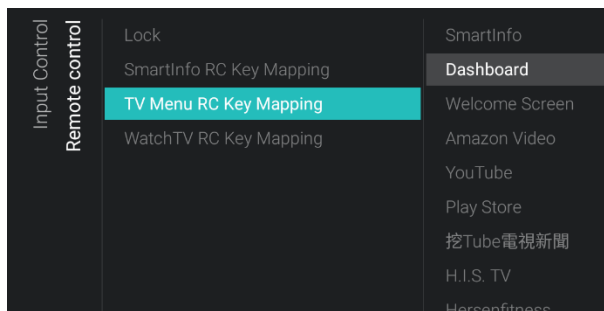 Input Control
Remote control
Lock
SmartInfo RC Key Mapping
TV Menu RC Key Mapping
WatchTV RC Key Mapping
SmartInfo
Dashboard
Welcome Screen
Amazon Video
YouTube
Play Store
挖Tube電視新聞
H.I.S. TV
Hersenfitness